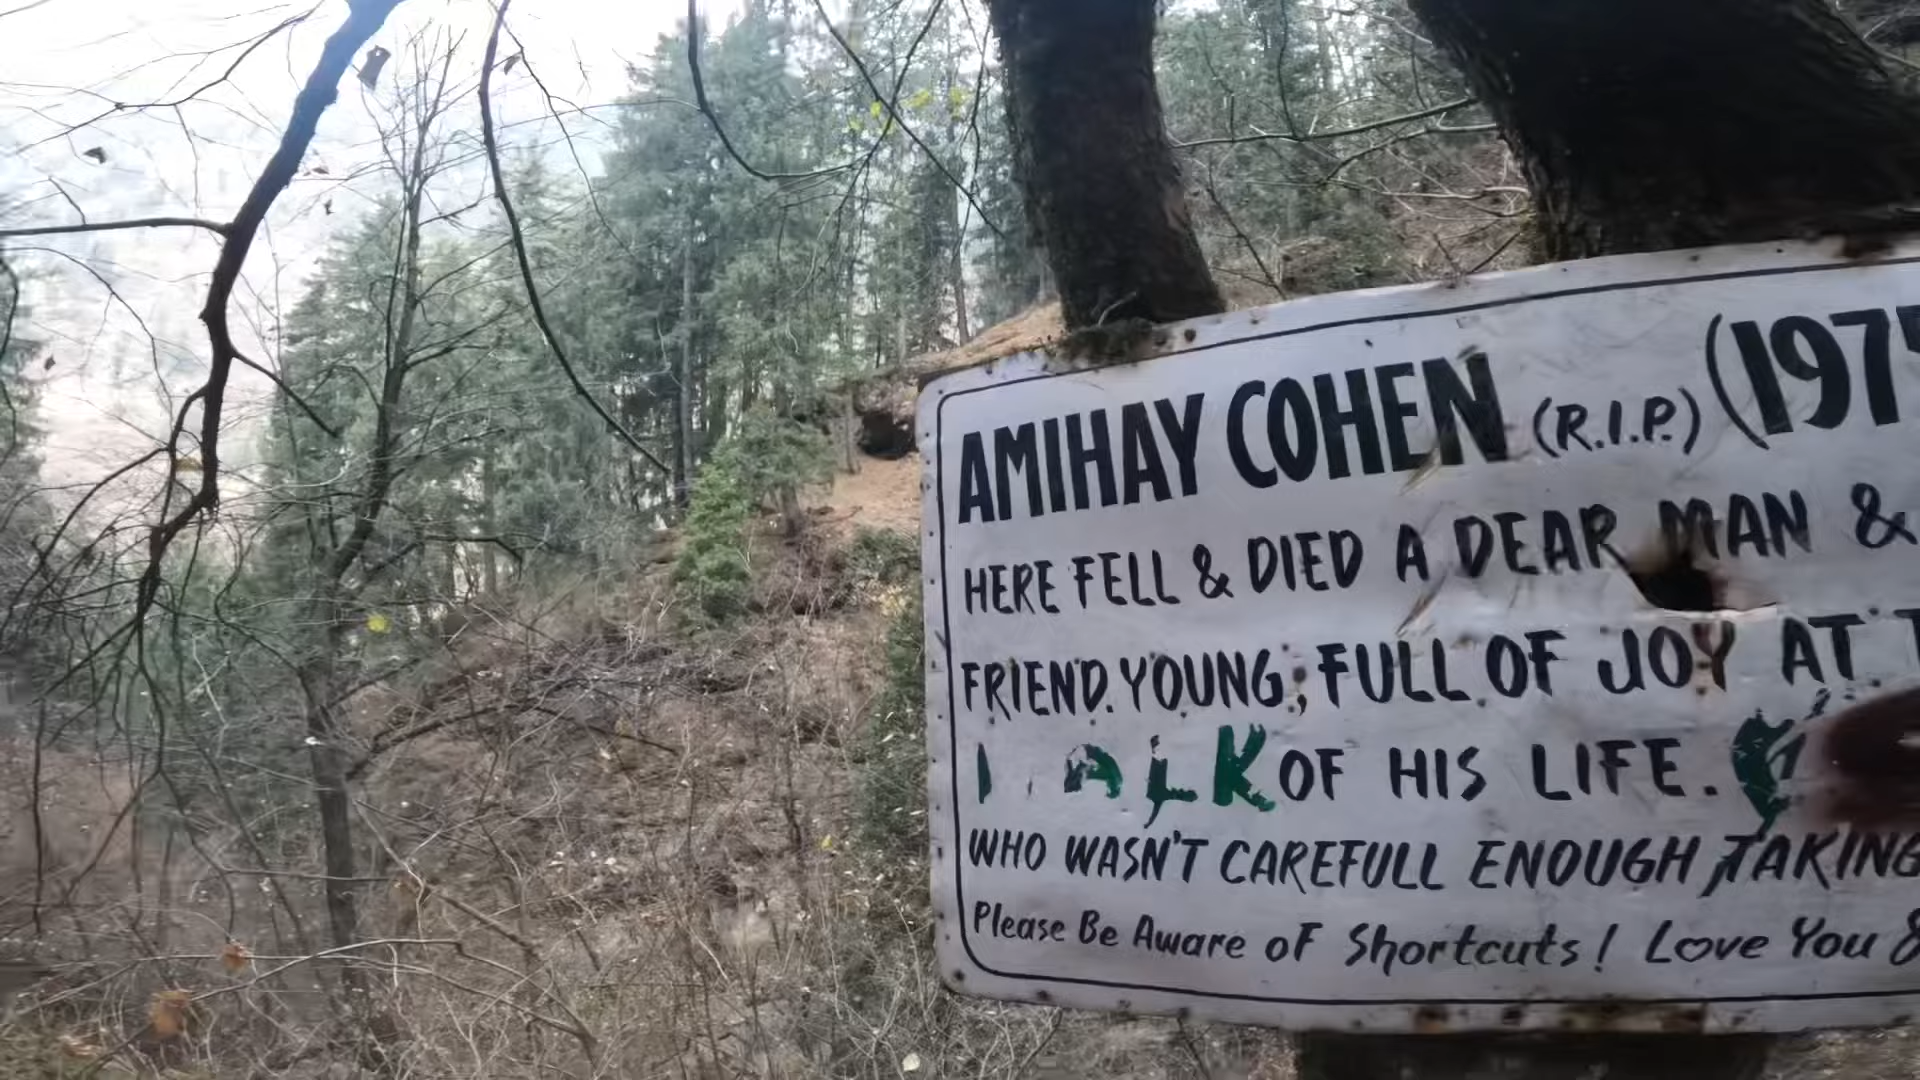 AMIHAY COHEN (R.I.P.) (197
HERE FELL & DIED A DEAR MAN &
FRIEND. YOUNG, FULL OF JOY AT
OF HIS LIFE.
WHO WASN'T CAREFULL ENOUGH, TAKING
Please Be Aware of Shortcuts! Love You &